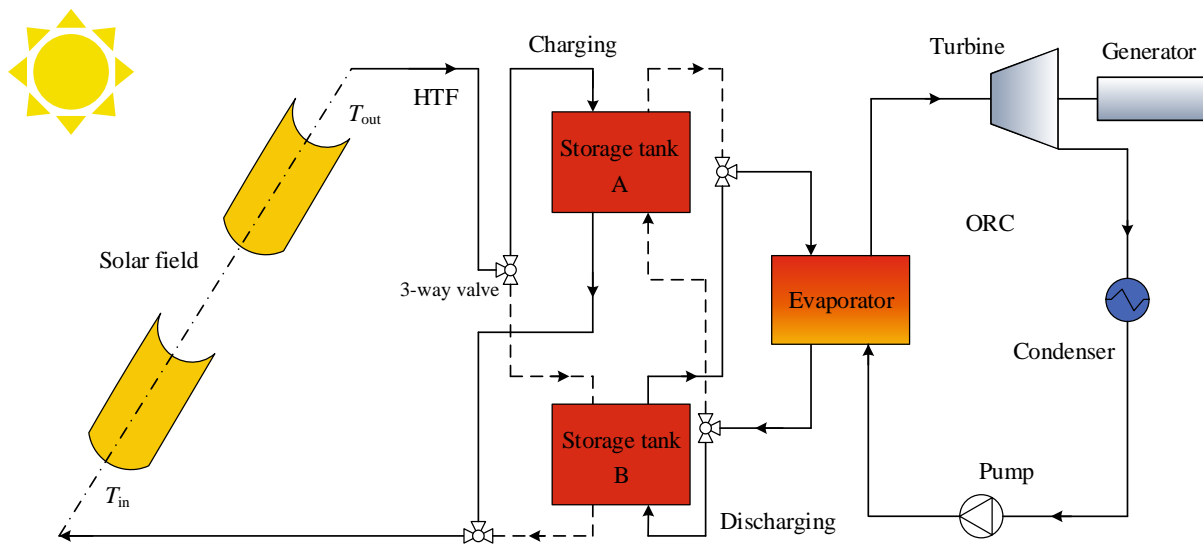 Charging
Turbine
Generator
HTF
T_out
Storage tank
A
ORC
Solar field
3-way valve
Evaporator
Condenser
Storage tank
B
Pump
T_in
Discharging